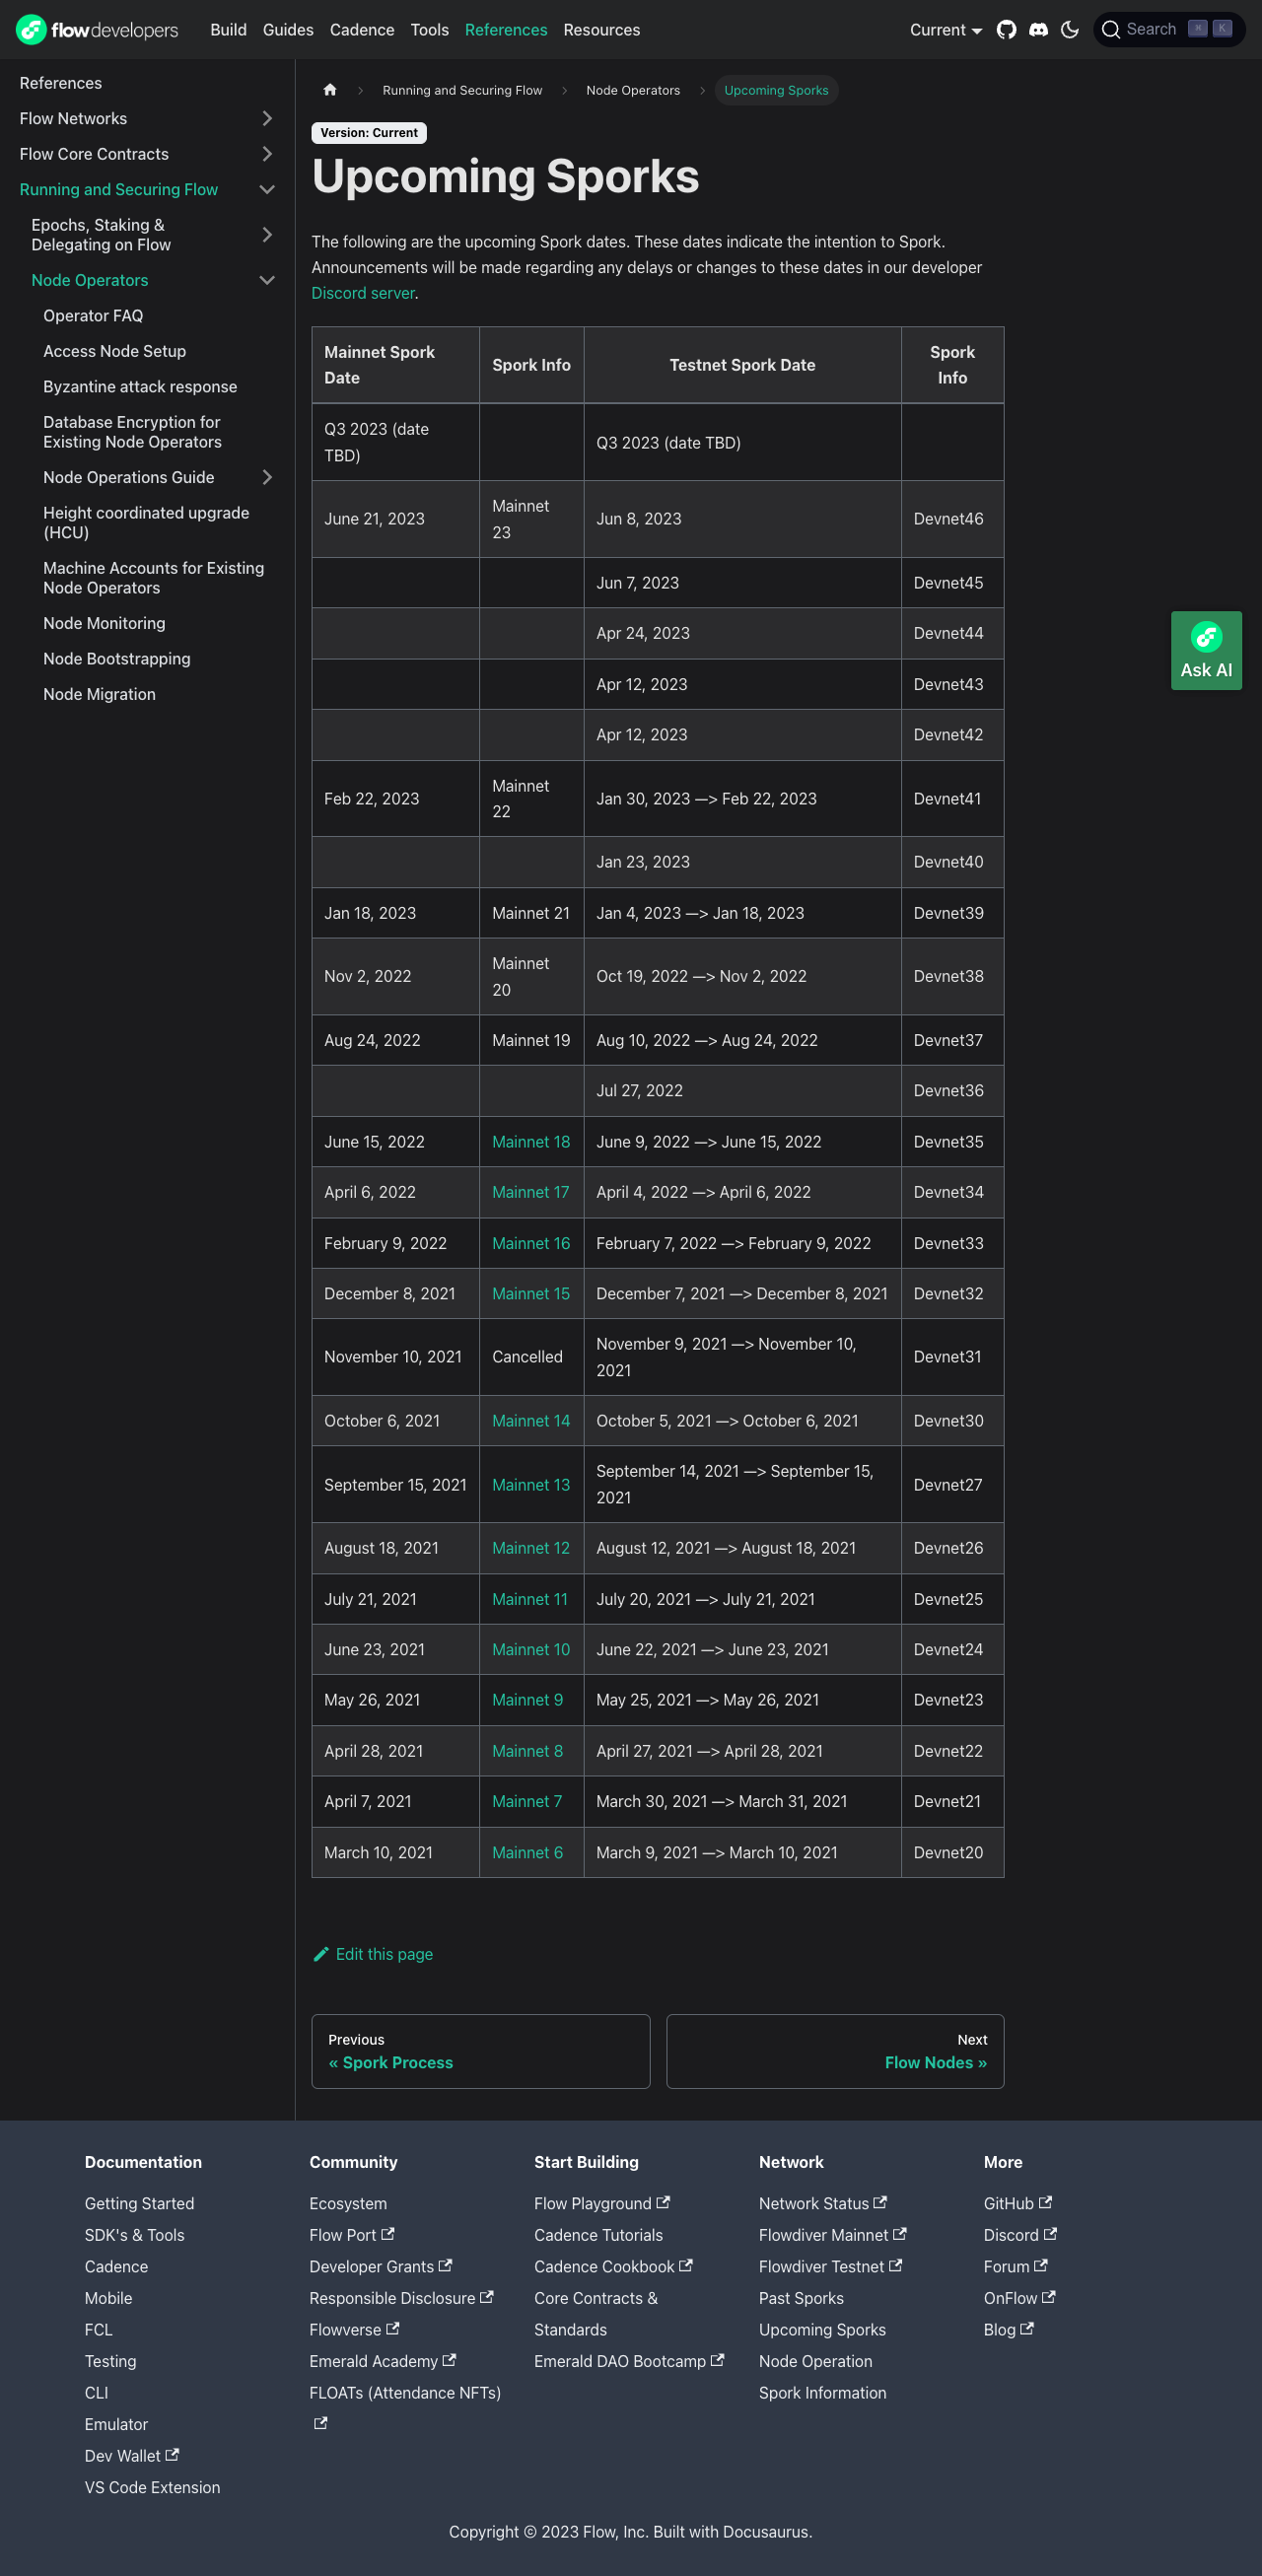 flowdevelopers Build Guides Cadence Tools References Resources Current Search ⌘ K
References
Flow Networks
Flow Core Contracts
Running and Securing Flow
Epochs, Staking &
Delegating on Flow
Node Operators
Operator FAQ
Access Node Setup
Byzantine attack response
Database Encryption for
Existing Node Operators
Node Operations Guide
Height coordinated upgrade
(HCU)
Machine Accounts for Existing
Node Operators
Node Monitoring
Node Bootstrapping
Node Migration
Running and Securing Flow Node Operators Upcoming Sporks
Version: Current
Upcoming Sporks
The following are the upcoming Spork dates. These dates indicate the intention to Spork.
Announcements will be made regarding any delays or changes to these dates in our developer
Discord server.
Mainnet Spork
Date
Spork Info
Testnet Spork Date
Spork
Info
Q3 2023 (date
TBD)
Q3 2023 (date TBD)
June 21, 2023
Mainnet
23
Jun 8, 2023
Devnet46
Jun 7, 2023 Devnet45
Apr 24, 2023 Devnet44
Apr 12, 2023 Devnet43
Apr 12, 2023 Devnet42
Feb 22, 2023
Mainnet
22
Jan 30, 2023 —> Feb 22, 2023
Devnet41
Jan 23, 2023 Devnet40
Jan 18, 2023 Mainnet 21 Jan 4, 2023 —> Jan 18, 2023 Devnet39
Nov 2, 2022
Mainnet
20
Oct 19, 2022 —> Nov 2, 2022
Devnet38
Aug 24, 2022 Mainnet 19 Aug 10, 2022 —> Aug 24, 2022 Devnet37
Jul 27, 2022 Devnet36
June 15, 2022 Mainnet 18 June 9, 2022 —> June 15, 2022 Devnet35
April 6, 2022 Mainnet 17 April 4, 2022 —> April 6, 2022 Devnet34
February 9, 2022 Mainnet 16 February 7, 2022 —> February 9, 2022 Devnet33
December 8, 2021 Mainnet 15 December 7, 2021 —> December 8, 2021 Devnet32
November 10, 2021
Cancelled
November 9, 2021 —> November 10,
2021
Devnet31
October 6, 2021 Mainnet 14 October 5, 2021 —> October 6, 2021 Devnet30
September 15, 2021
Mainnet 13
September 14, 2021 —> September 15,
2021
Devnet27
August 18, 2021 Mainnet 12 August 12, 2021 —> August 18, 2021 Devnet26
July 21, 2021 Mainnet 11 July 20, 2021 —> July 21, 2021 Devnet25
June 23, 2021 Mainnet 10 June 22, 2021 —> June 23, 2021 Devnet24
May 26, 2021 Mainnet 9 May 25, 2021 —> May 26, 2021 Devnet23
April 28, 2021 Mainnet 8 April 27, 2021 —> April 28, 2021 Devnet22
April 7, 2021 Mainnet 7 March 30, 2021 —> March 31, 2021 Devnet21
March 10, 2021 Mainnet 6 March 9, 2021 —> March 10, 2021 Devnet20
Ask AI
Edit this page
Previous
« Spork Process
Next
Flow Nodes »
Documentation
Getting Started
SDK's & Tools
Cadence
Mobile
FCL
Testing
CLI
Emulator
Dev Wallet
VS Code Extension
Community
Ecosystem
Flow Port
Developer Grants
Responsible Disclosure
Flowverse
Emerald Academy
FLOATs (Attendance NFTs)
Start Building
Flow Playground
Cadence Tutorials
Cadence Cookbook
Core Contracts &
Standards
Emerald DAO Bootcamp
Network
Network Status
Flowdiver Mainnet
Flowdiver Testnet
Past Sporks
Upcoming Sporks
Node Operation
Spork Information
More
GitHub
Discord
Forum
OnFlow
Blog
Copyright © 2023 Flow, Inc. Built with Docusaurus.